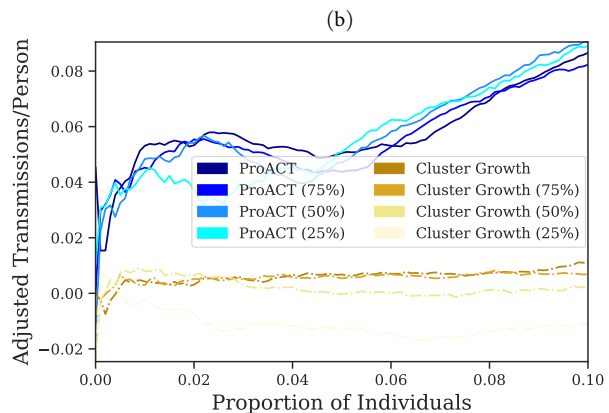 (b)
Adjusted Transmissions/Person
0.08
0.06
0.04
0.02
0.00
−0.02
ProACT
ProACT (75%)
ProACT (50%)
ProACT (25%)
Cluster Growth
Cluster Growth (75%)
Cluster Growth (50%)
Cluster Growth (25%)
0.00 0.02 0.04 0.06 0.08 0.10
Proportion of Individuals